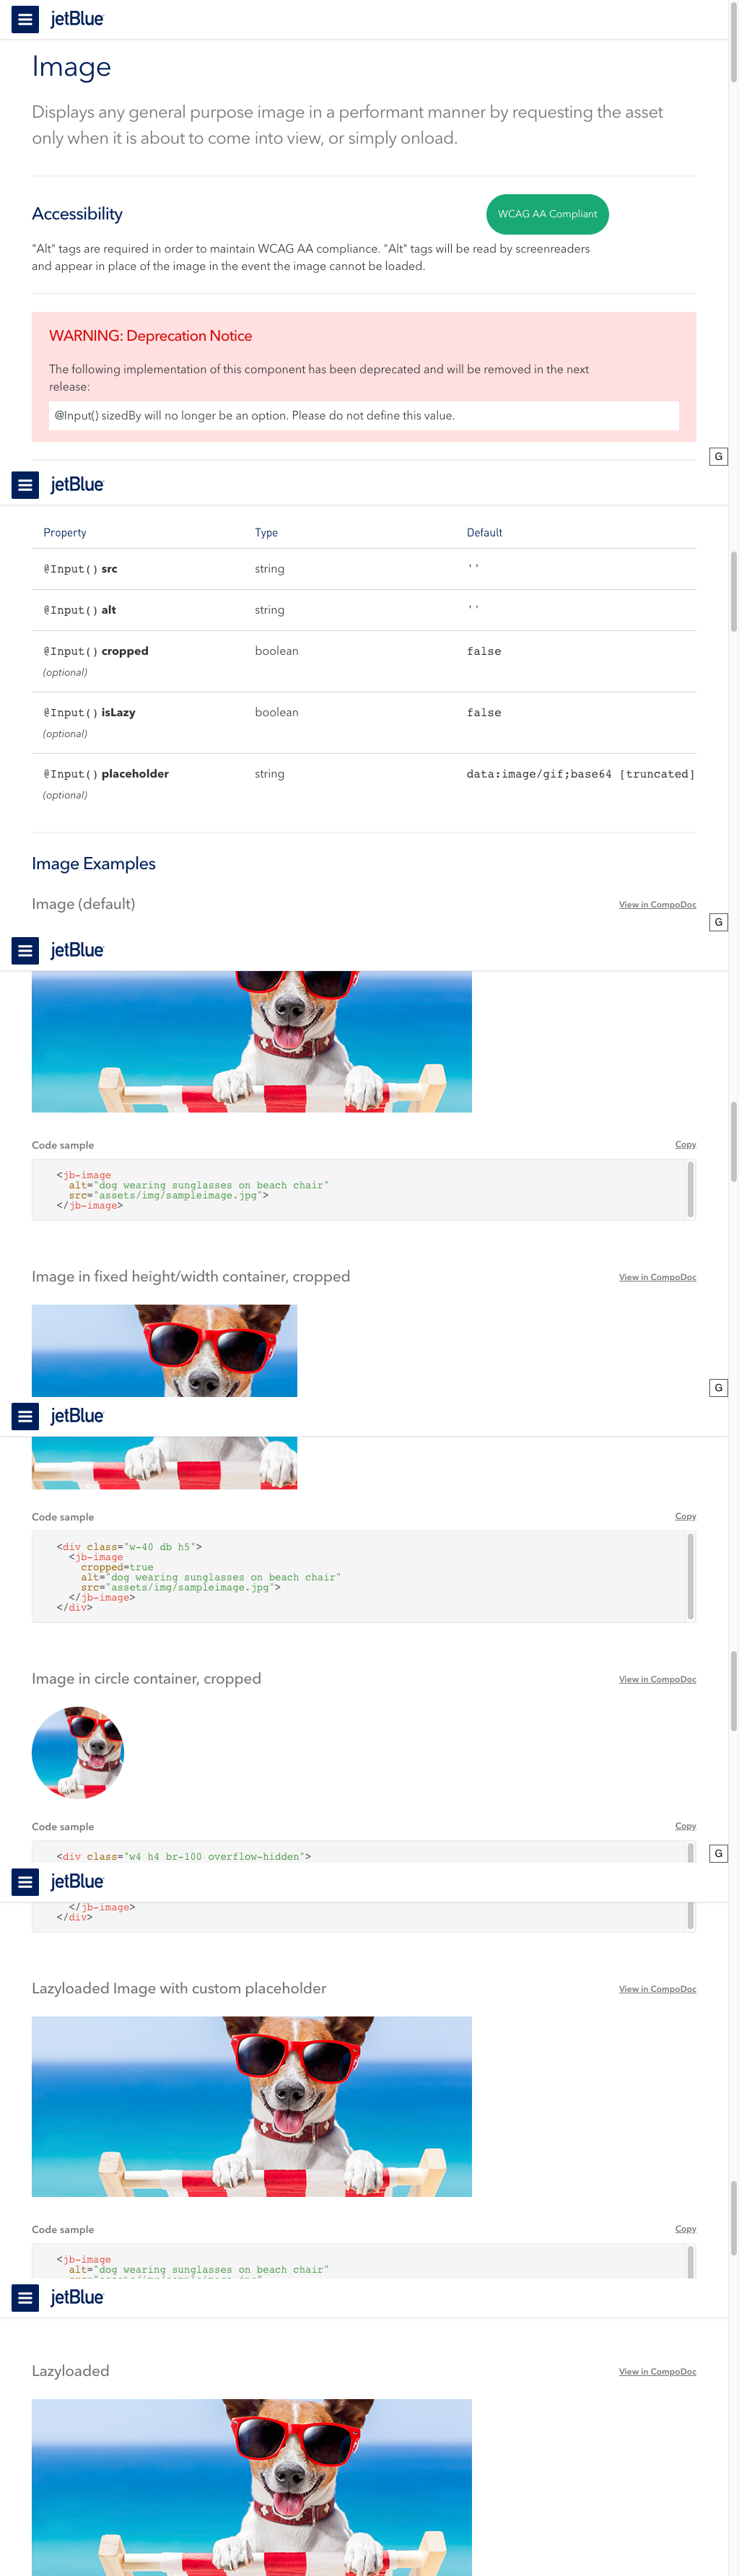 jetBlue
Image
Displays any general purpose image in a performant manner by requesting the asset
only when it is about to come into view, or simply onload.
Accessibility
WCAG AA Compliant
"Alt" tags are required in order to maintain WCAG AA compliance. "Alt" tags will be read by screenreaders
and appear in place of the image in the event the image cannot be loaded.
WARNING: Deprecation Notice
The following implementation of this component has been deprecated and will be removed in the next
release:
@Input() sizedBy will no longer be an option. Please do not define this value.
G
jetBlue
Property Type Default
@Input() src string ''
@Input() alt string ''
@Input() cropped boolean false
(optional)
@Input() isLazy boolean false
(optional)
@Input() placeholder string data:image/gif;base64 [truncated]
(optional)
Image Examples
Image (default) View in CompoDoc
G
jetBlue
Code sample Copy
<jb-image
alt="dog wearing sunglasses on beach chair"
src="assets/img/sampleimage.jpg">
</jb-image>
Image in fixed height/width container, cropped View in CompoDoc
G
jetBlue
Code sample Copy
<div class="w-40 db h5">
<jb-image
cropped=true
alt="dog wearing sunglasses on beach chair"
src="assets/img/sampleimage.jpg">
</jb-image>
</div>
Image in circle container, cropped View in CompoDoc
Code sample Copy
<div class="w4 h4 br-100 overflow-hidden">
G
jetBlue
</jb-image>
</div>
Lazyloaded Image with custom placeholder View in CompoDoc
Code sample Copy
<jb-image
alt="dog wearing sunglasses on beach chair"
jetBlue
Lazyloaded View in CompoDoc